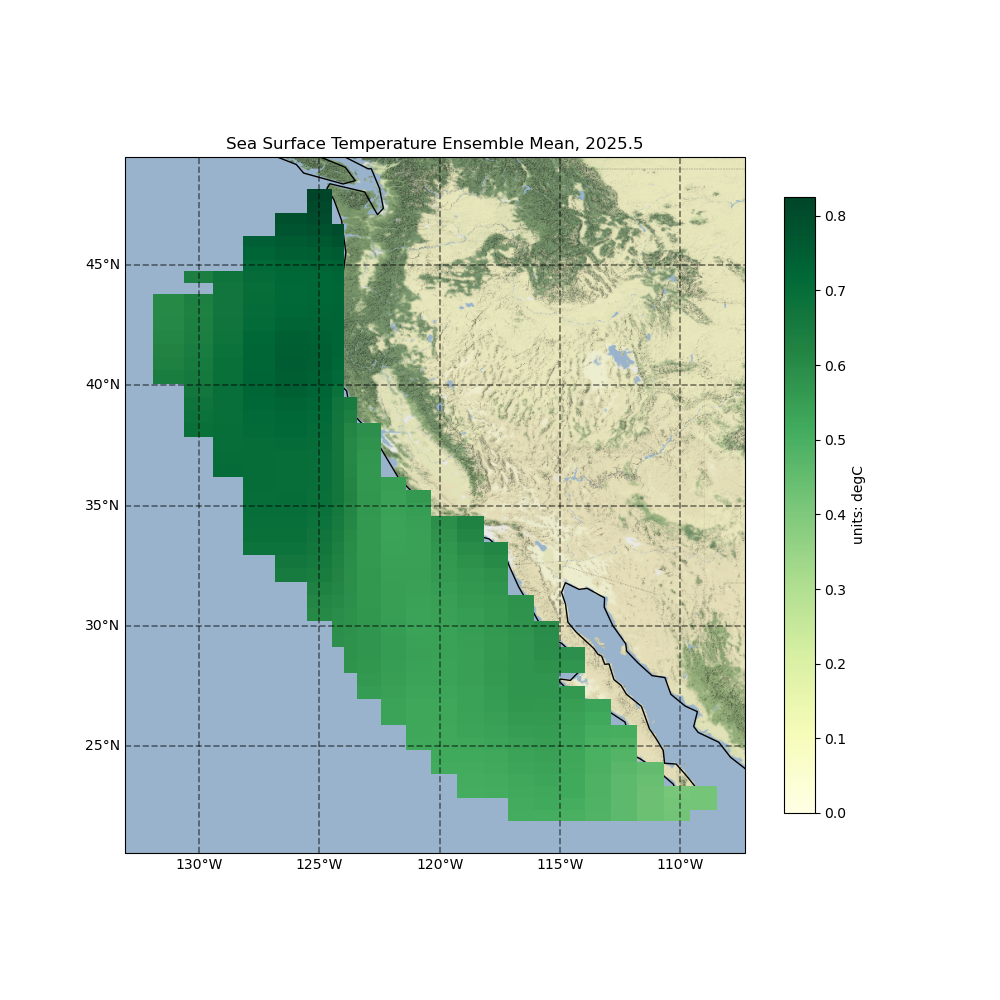 Sea Surface Temperature Ensemble Mean, 2025.5
45°N
40°N
35°N
30°N
25°N
130°W
125°W
120°W
115°W
110°W
0.8
0.7
0.6
0.5
0.4
0.3
0.2
0.1
0.0
units: degC